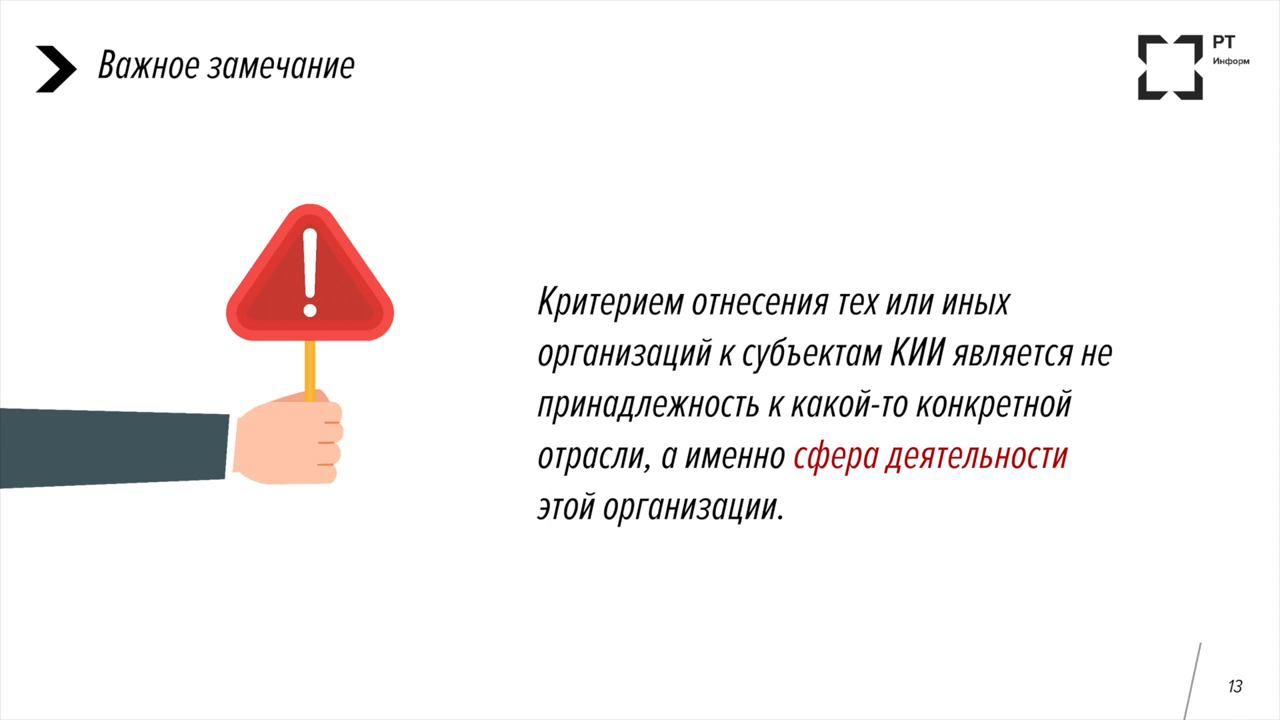 Важное замечание
РТ
Информ
Критерием отнесения тех или иных
организаций к субъектам КИИ является не
принадлежность к какой-то конкретной
отрасли, а именно сфера деятельности
этой организации.
13